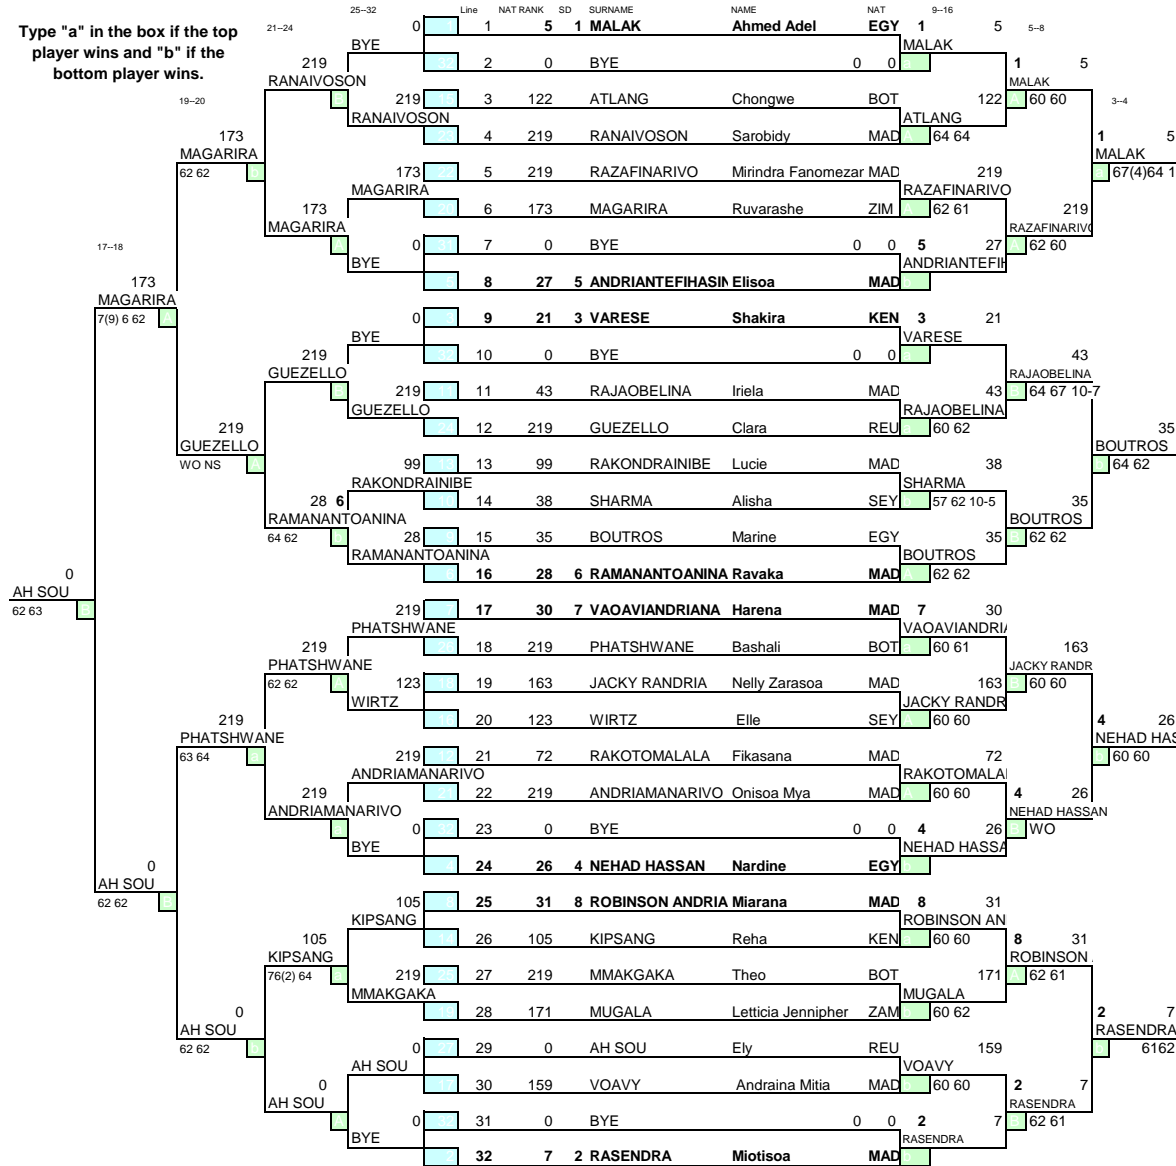 Type "a" in the box if the top
player wins and "b" if the
bottom player wins.
Line NAT RANK SD SURNAME NAME NAT
25--32
21--24
19--20
17--18
9--16
5--8
3--4
1 5 1 MALAK Ahmed Adel EGY
2 0 BYE 0 0
3 122 ATLANG Chongwe BOT
4 219 RANAIVOSON Sarobidy MAD
5 219 RAZAFINARIVO Mirindra Fanomezar MAD
6 173 MAGARIRA Ruvarashe ZIM
7 0 BYE 0 0
8 27 5 ANDRIANTEFIHASIN Elisoa MAD
9 21 3 VARESE Shakira KEN
10 0 BYE 0 0
11 43 RAJAOBELINA Iriela MAD
12 219 GUEZELLO Clara REU
13 99 RAKONDRAINIBE Lucie MAD
14 38 SHARMA Alisha SEY
15 35 BOUTROS Marine EGY
16 28 6 RAMANANTOANINA Ravaka MAD
17 30 7 VAOAVIANDRIANA Harena MAD
18 219 PHATSHWANE Bashali BOT
19 163 JACKY RANDRIA Nelly Zarasoa MAD
20 123 WIRTZ Elle SEY
21 72 RAKOTOMALALA Fikasana MAD
22 219 ANDRIAMANARIVO Onisoa Mya MAD
23 0 BYE 0 0
24 26 4 NEHAD HASSAN Nardine EGY
25 31 8 ROBINSON ANDRIA Miarana MAD
26 105 KIPSANG Reha KEN
27 219 MMAKGAKA Theo BOT
28 171 MUGALA Letticia Jennipher ZAM
29 0 AH SOU Ely REU
30 159 VOAVY Andraina Mitia MAD
31 0 BYE 0 0
32 7 2 RASENDRA Miotisoa MAD
0
BYE
219
RANAIVOSON
173
MAGARIRA
0
BYE
0
BYE
219
GUEZELLO
99
RAKONDRAINIBE
28
RAMANANTOANINA
219
PHATSHWANE
123
WIRTZ
219
ANDRIAMANARIVO
0
BYE
105
KIPSANG
219
MMAKGAKA
0
AH SOU
0
BYE
219
RANAIVOSON
173
MAGARIRA
219
GUEZELLO
28 6
RAMANANTOANINA
64 62
219
PHATSHWANE
62 62
219
ANDRIAMANARIVO
105
KIPSANG
76(2) 64
0
AH SOU
173
MAGARIRA
62 62
219
GUEZELLO
WO NS
219
PHATSHWANE
63 64
0
AH SOU
62 62
173
MAGARIRA
7(9) 6 62
0
AH SOU
62 62
0
AH SOU
62 63
1 5
MALAK
122
ATLANG
64 64
219
RAZAFINARIVO
62 61
5 27
ANDRIANTEFIH
3 21
VARESE
43
RAJAOBELINA
60 62
38
SHARMA
57 62 10-5
35
BOUTROS
62 62
7 30
VAOAVIANDRIA
60 61
163
JACKY RANDR
60 60
72
RAKOTOMALA
60 60
4 26
NEHAD HASSA
8 31
ROBINSON AN
60 60
171
MUGALA
60 62
159
VOAVY
60 60
2 7
RASENDRA
1 5
MALAK
60 60
219
RAZAFINARIVO
62 60
43
RAJAOBELINA
64 67 10-7
35
BOUTROS
62 62
163
JACKY RANDR
60 60
4 26
NEHAD HASSAN
WO
8 31
ROBINSON
62 61
2 7
RASENDRA
62 61
1 5
MALAK
67(4)64 1
35
BOUTROS
64 62
4 26
NEHAD HAS
60 60
2 7
RASENDRA
6162